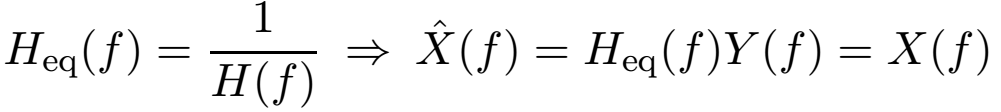 H_eq(f) = 1/H(f) ⇒ X̂(f) = H_eq(f)Y(f) = X(f)